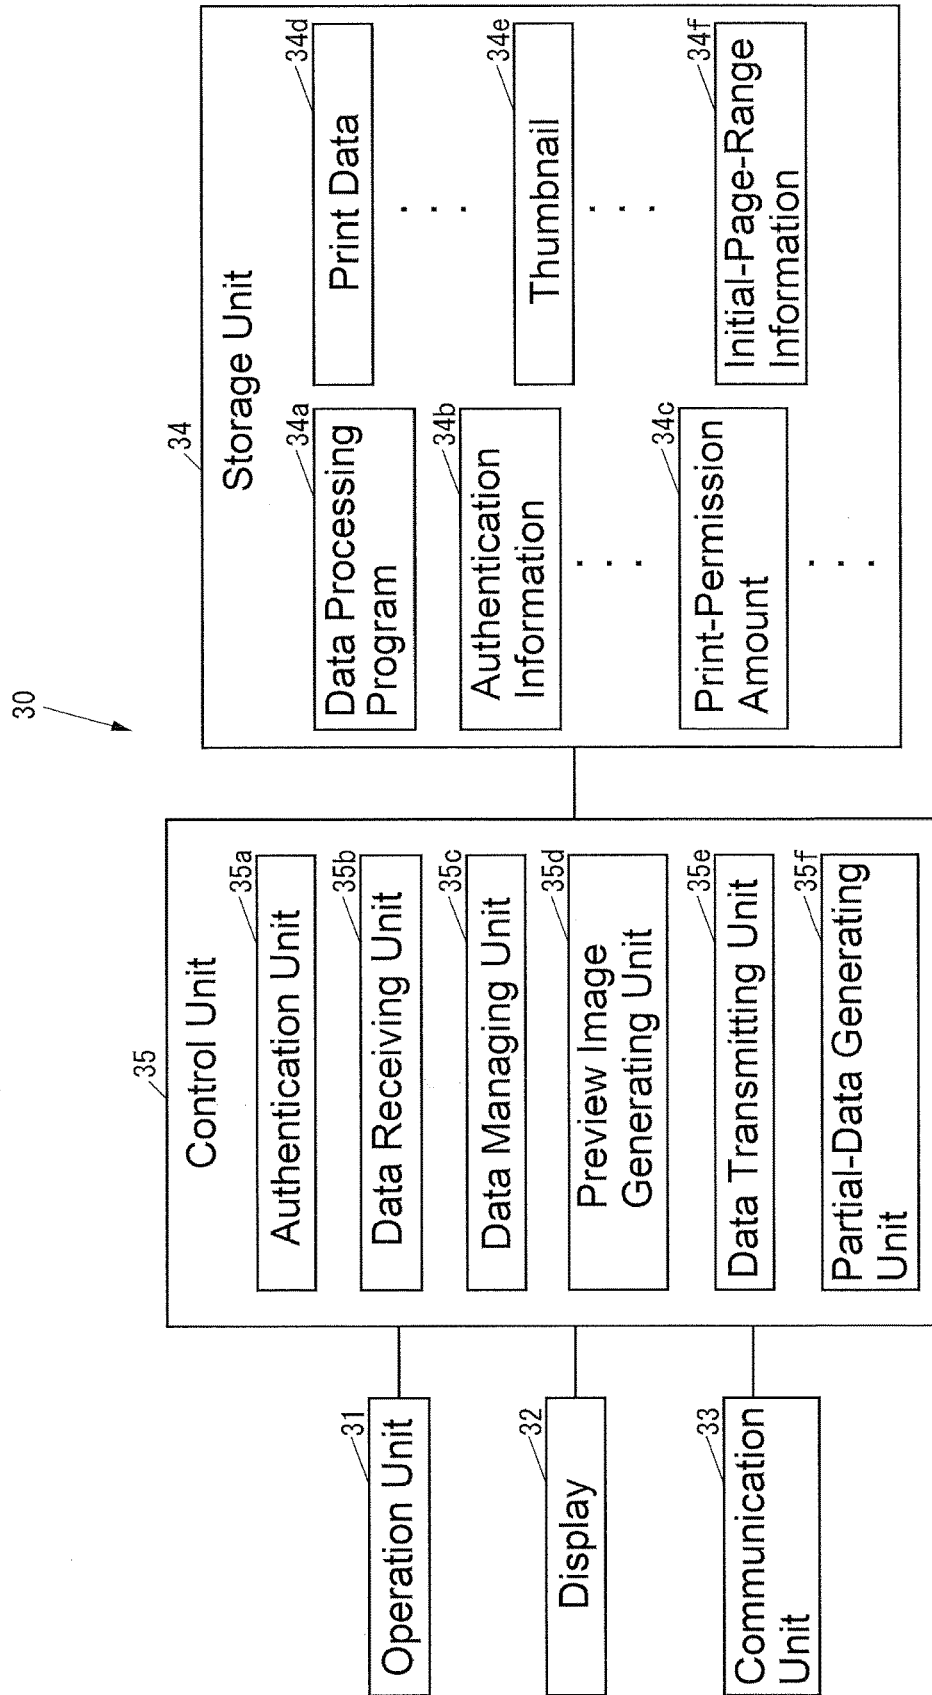 30
31
Operation Unit
32
Display
33
Communication
Unit
35
Control Unit
35a
Authentication Unit
35b
Data Receiving Unit
35c
Data Managing Unit
35d
Preview Image
Generating Unit
35e
Data Transmitting Unit
35f
Partial-Data Generating
Unit
34
Storage Unit
34a
Data Processing
Program
34b
Authentication
Information
. . .
34c
Print-Permission
Amount
. . .
34d
Print Data
. . .
34e
Thumbnail
. . .
34f
Initial-Page-Range
Information